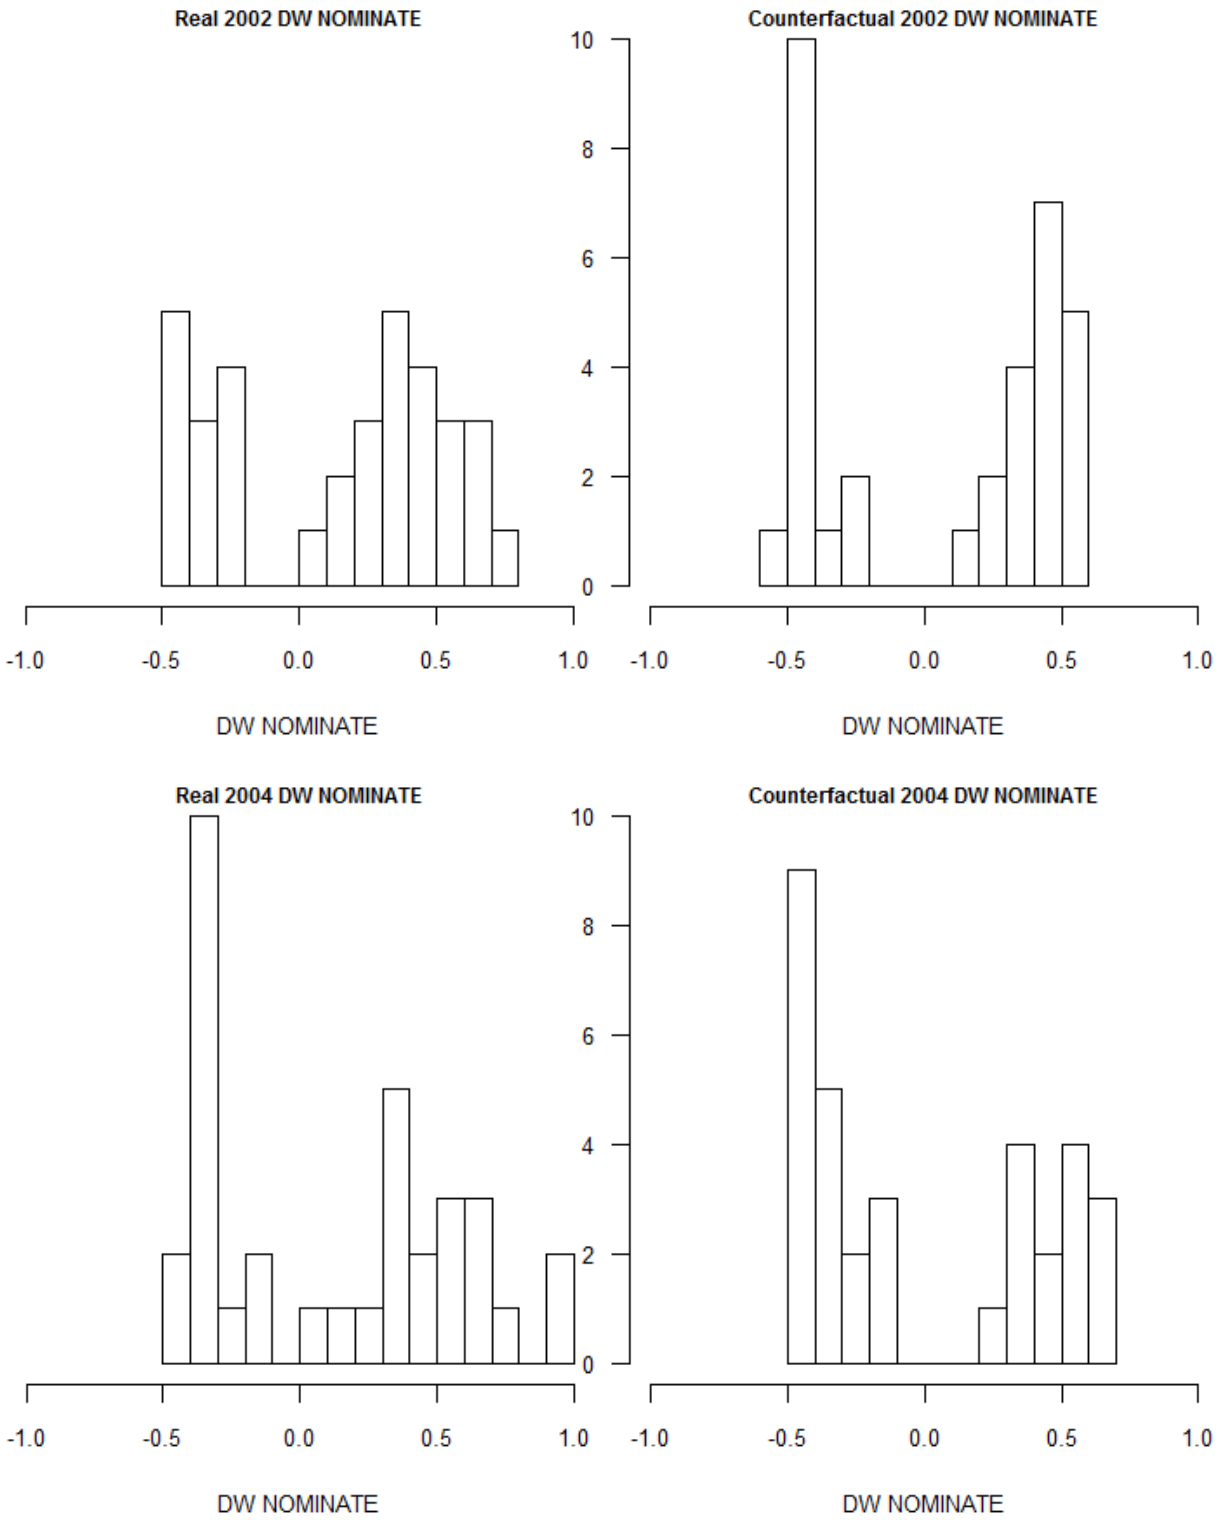 Real 2002 DW NOMINATE
Counterfactual 2002 DW NOMINATE
10
8
6
4
2
0
-1.0 -0.5 0.0 0.5 1.0
-1.0 -0.5 0.0 0.5 1.0
DW NOMINATE
DW NOMINATE
Real 2004 DW NOMINATE
Counterfactual 2004 DW NOMINATE
10
8
6
4
2
0
-1.0 -0.5 0.0 0.5 1.0
-1.0 -0.5 0.0 0.5 1.0
DW NOMINATE
DW NOMINATE